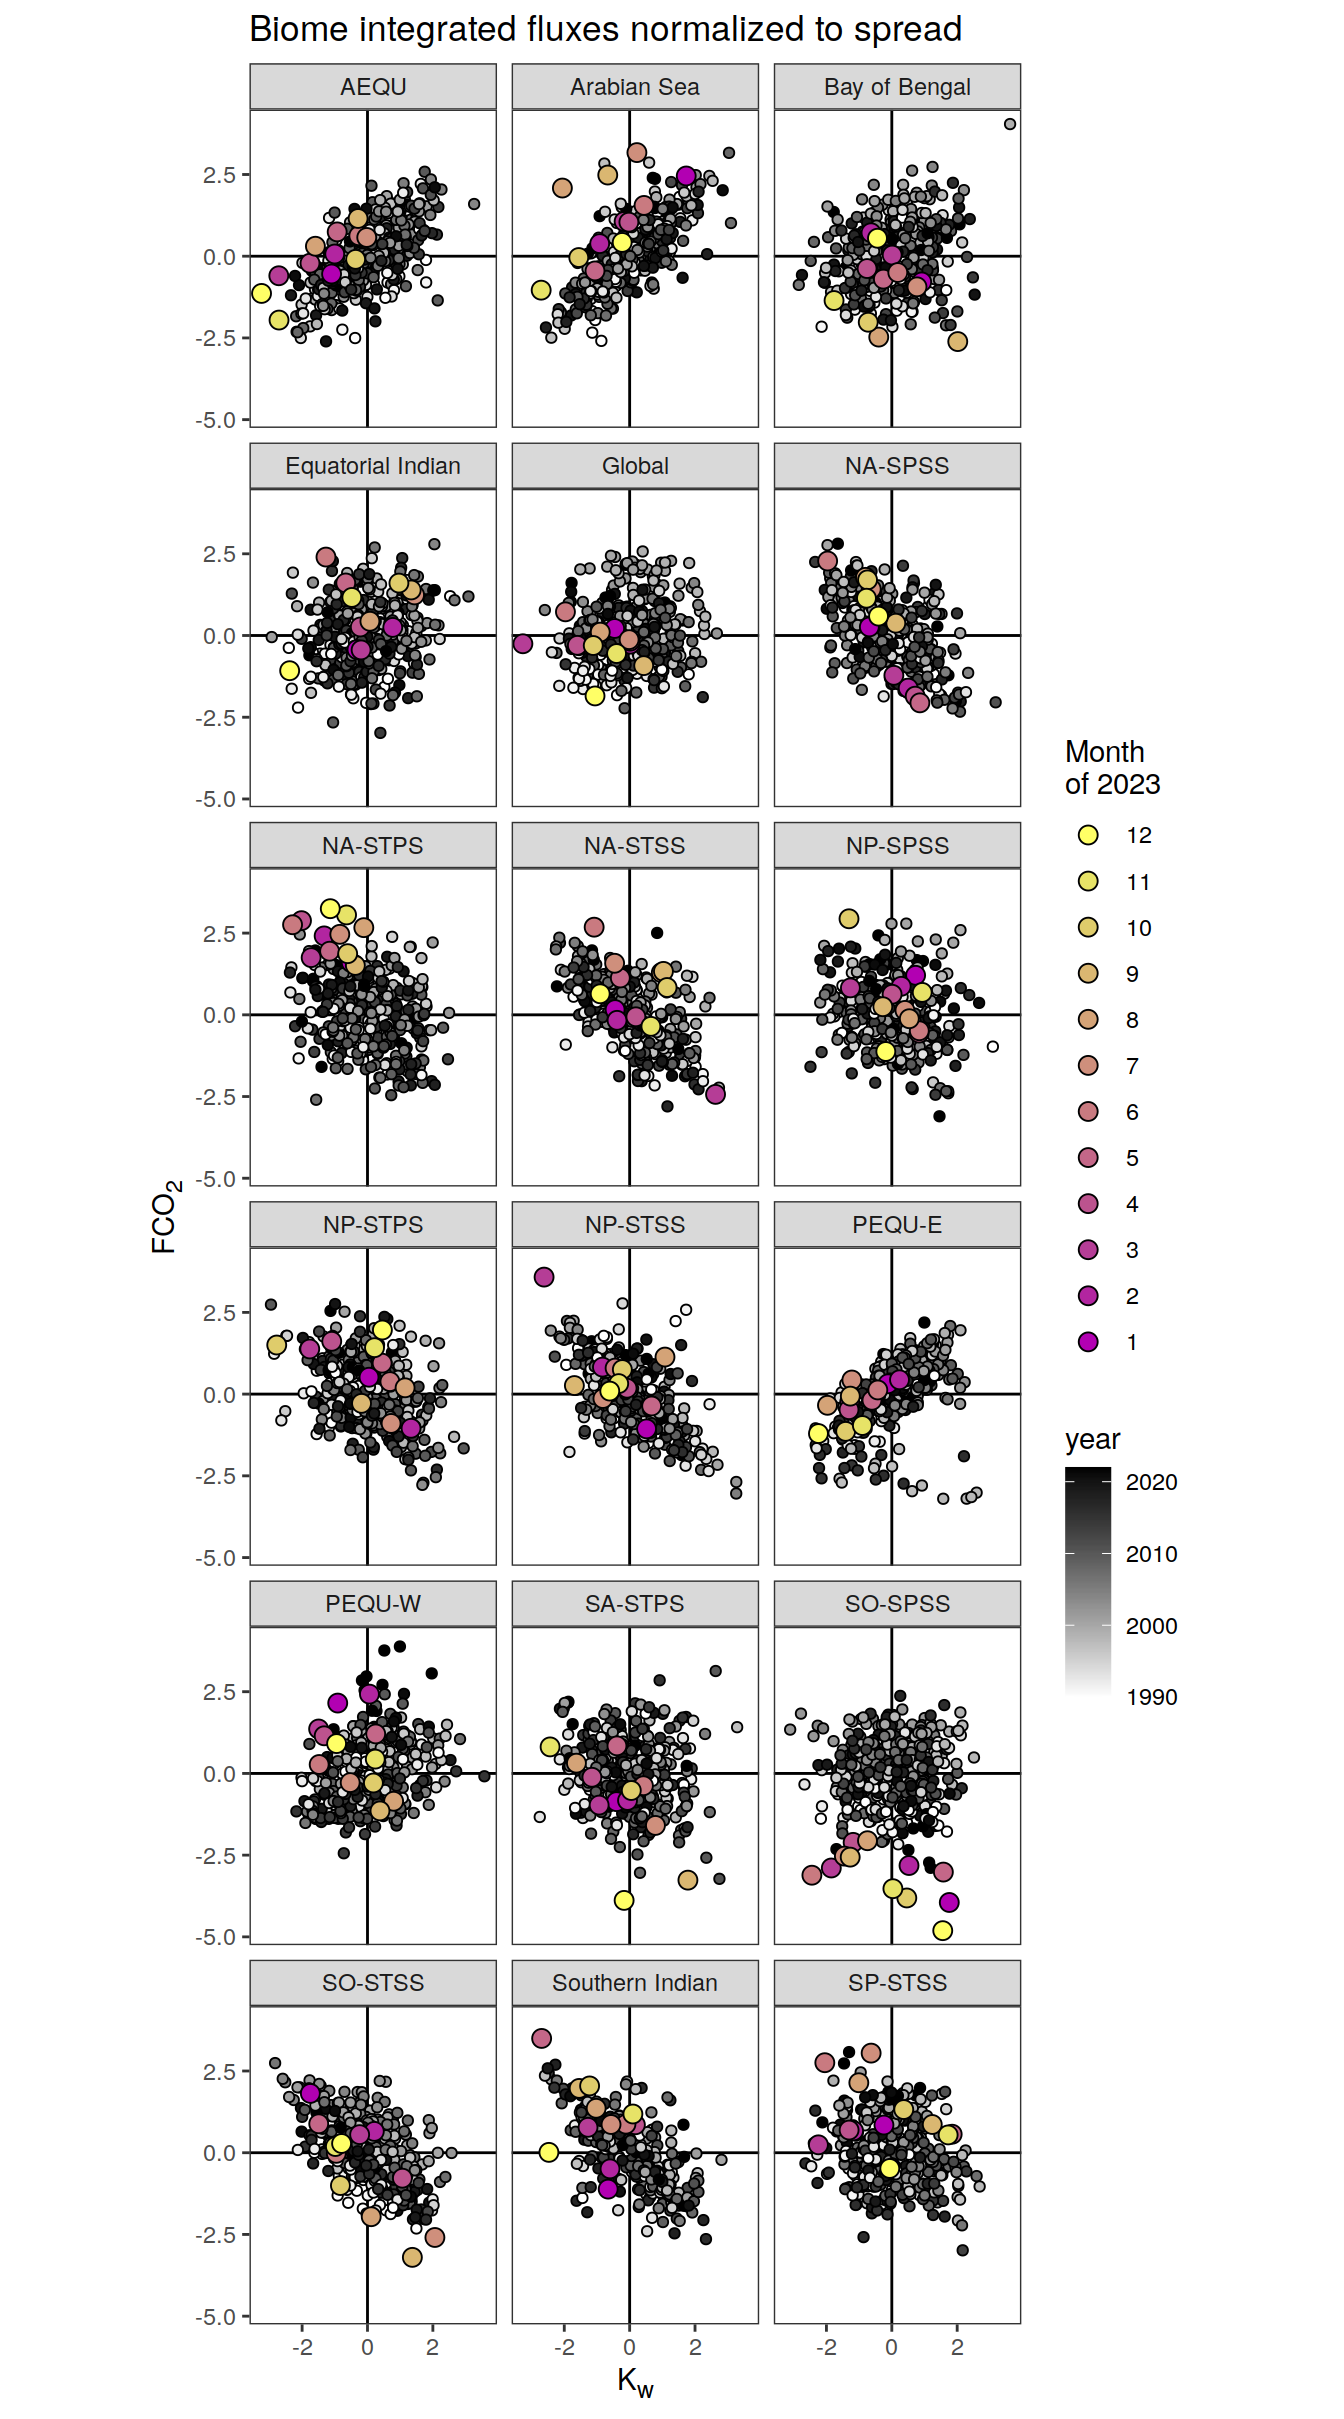 Biome integrated fluxes normalized to spread
AEQU
Arabian Sea
Bay of Bengal
2.5
0.0
-2.5
-5.0
Equatorial Indian
Global
NA-SPSS
2.5
0.0
-2.5
-5.0
NA-STPS
NA-STSS
NP-SPSS
2.5
0.0
-2.5
-5.0
NP-STPS
NP-STSS
PEQU-E
2.5
0.0
-2.5
-5.0
PEQU-W
SA-STPS
SO-SPSS
2.5
0.0
-2.5
-5.0
SO-STSS
Southern Indian
SP-STSS
2.5
0.0
-2.5
-5.0
-2 0 2
-2 0 2
-2 0 2
FCO2
Kw
Month
of 2023
12
11
10
9
8
7
6
5
4
3
2
1
year
2020
2010
2000
1990